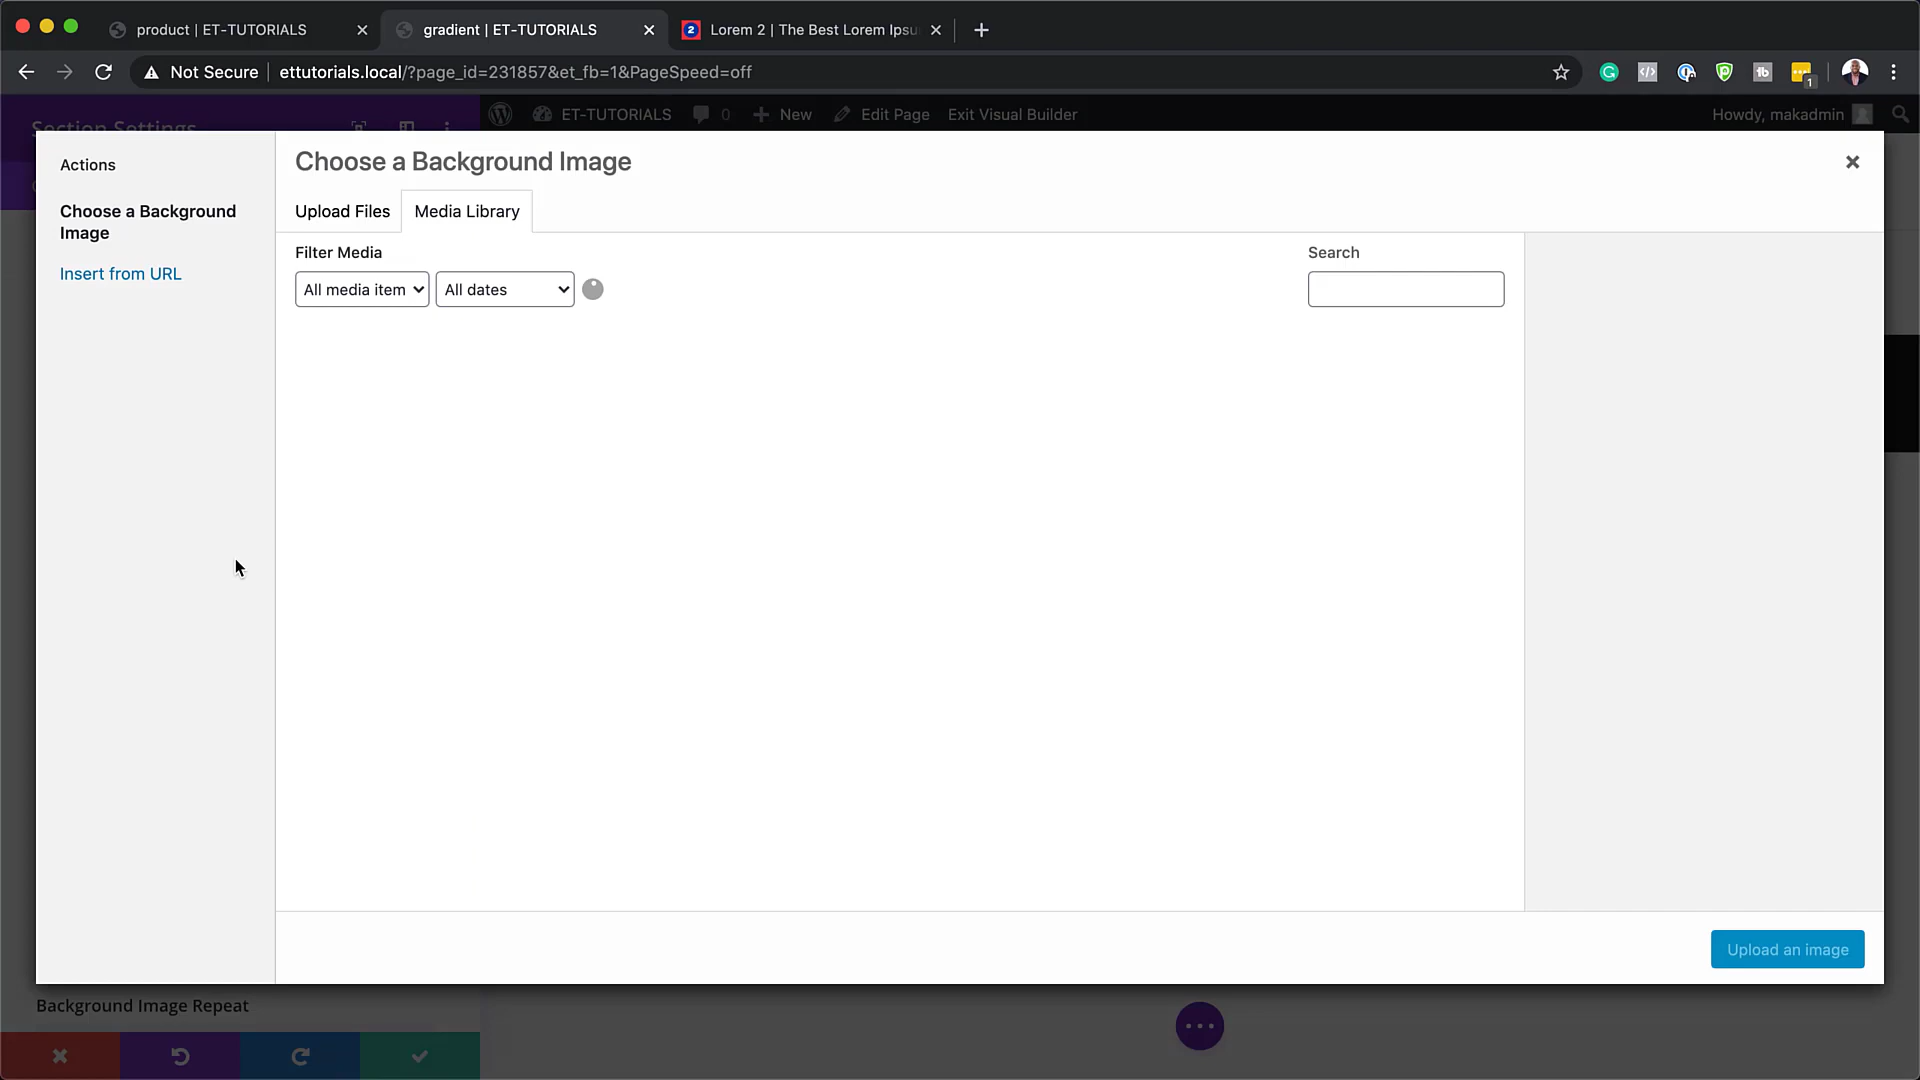 product | ET-TUTORIALS
gradient | ET-TUTORIALS
2 Lorem 2 | The Best Lorem Ipsu
Not Secure
ettutorials.local/?page_id=231857&et_fb=1&PageSpeed=off
1
Section Settings
ET-TUTORIALS
0
New
Edit Page
Exit Visual Builder
Howdy, makadmin
Actions
Choose a Background
Image
Insert from URL
Choose a Background Image
Upload Files
Media Library
Filter Media
Search
All media item
All dates
Upload an image
Background Image Repeat